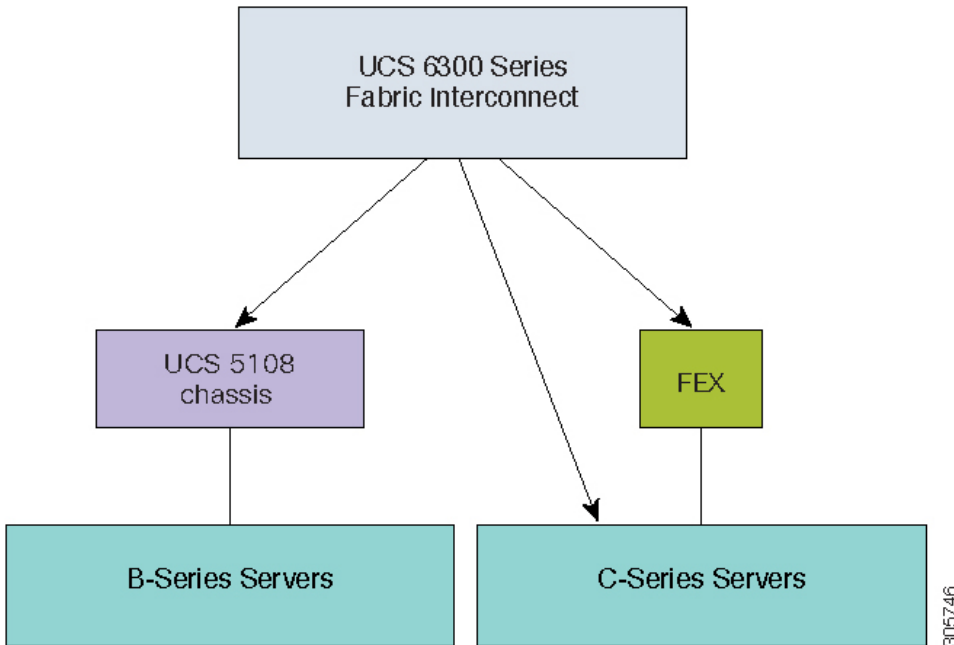 UCS 6300 Series
Fabric Interconnect
UCS 5108
chassis
FEX
B-Series Servers
C-Series Servers
305746